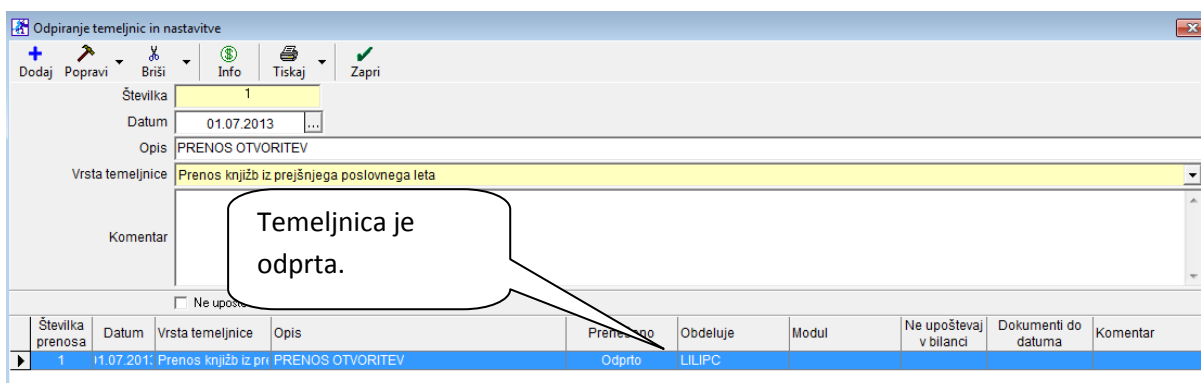 Odpiranje temeljnic in nastavitve
Dodaj Popravi Briši Info Tiskaj Zapri
Številka 1
Datum 01.07.2013 ...
Opis PRENOS OTVORITEV
Vrsta temeljnice Prenos knjižb iz prejšnjega poslovnega leta
Komentar
Temeljnica je
odprta.
Ne
Številka prenosa Datum Vrsta temeljnice Opis Preneseno Obdeluje Modul Ne upoštevaj v bilanci Dokumenti do datuma Komentar
1 01.07.201 Prenos knjižb iz pre PRENOS OTVORITEV Odprto LILIPC